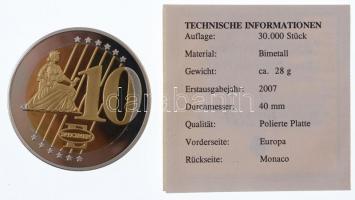 10
SPECIMEN
TECHNISCHE INFORMATIONEN
Auflage: 30.000 Stück
Material: Bimetall
Gewicht: ca. 28 g
Erstausgabejahr: 2007
Durchmesser: 40 mm
Qualität: Polierte Platte
Vorderseite: Europa
Rückseite: Monaco
darabanth